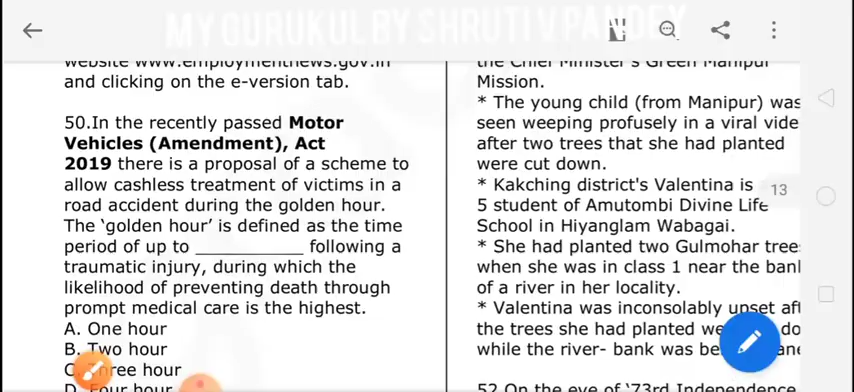 MY GURUKUL BY SHRUTI V PANDEY
website www.employmentnews.gov.in
and clicking on the e-version tab.
50.In the recently passed Motor
Vehicles (Amendment), Act
2019 there is a proposal of a scheme to
allow cashless treatment of victims in a
road accident during the golden hour.
The ‘golden hour’ is defined as the time
period of up to ____________ following a
traumatic injury, during which the
likelihood of preventing death through
prompt medical care is the highest.
A. One hour
B. Two hour
C. Three hour
D. Four hour
the Chief Minister's Green Manipur
Mission.
* The young child (from Manipur) was
seen weeping profusely in a viral vide
after two trees that she had planted
were cut down.
* Kakching district's Valentina is
5 student of Amutombi Divine Life
School in Hiyanglam Wabagai.
* She had planted two Gulmohar tree
when she was in class 1 near the ban
of a river in her locality.
* Valentina was inconsolably upset aft
the trees she had planted we do
while the river- bank was be ane
52.On the eve of ‘73rd Independence
13